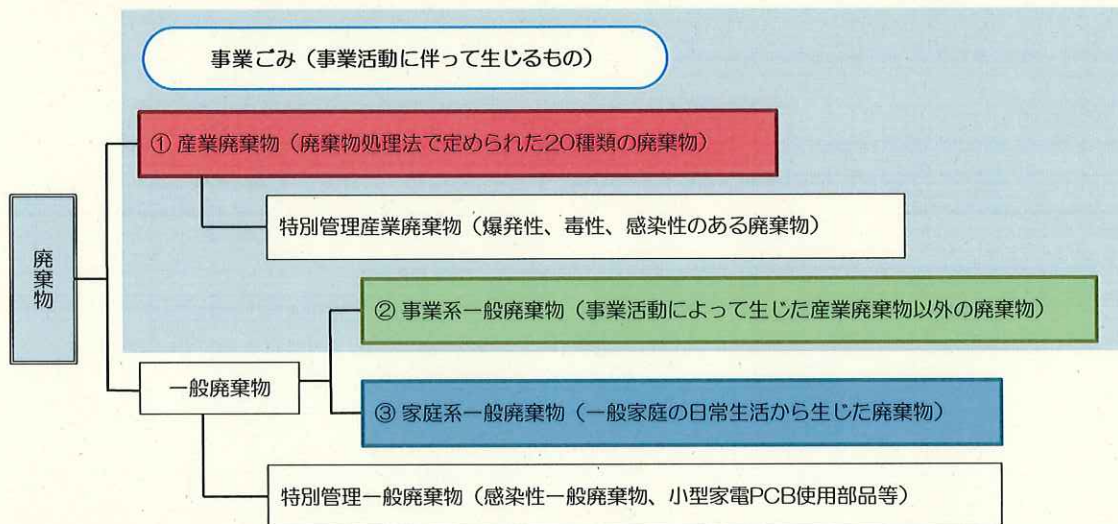 事業ごみ（事業活動に伴って生じるもの）
① 産業廃棄物（廃棄物処理法で定められた20種類の廃棄物）
特別管理産業廃棄物（爆発性、毒性、感染性のある廃棄物）
廃棄物
② 事業系一般廃棄物（事業活動によって生じた産業廃棄物以外の廃棄物）
一般廃棄物
③ 家庭系一般廃棄物（一般家庭の日常生活から生じた廃棄物）
特別管理一般廃棄物（感染性一般廃棄物、小型家電PCB使用部品等）